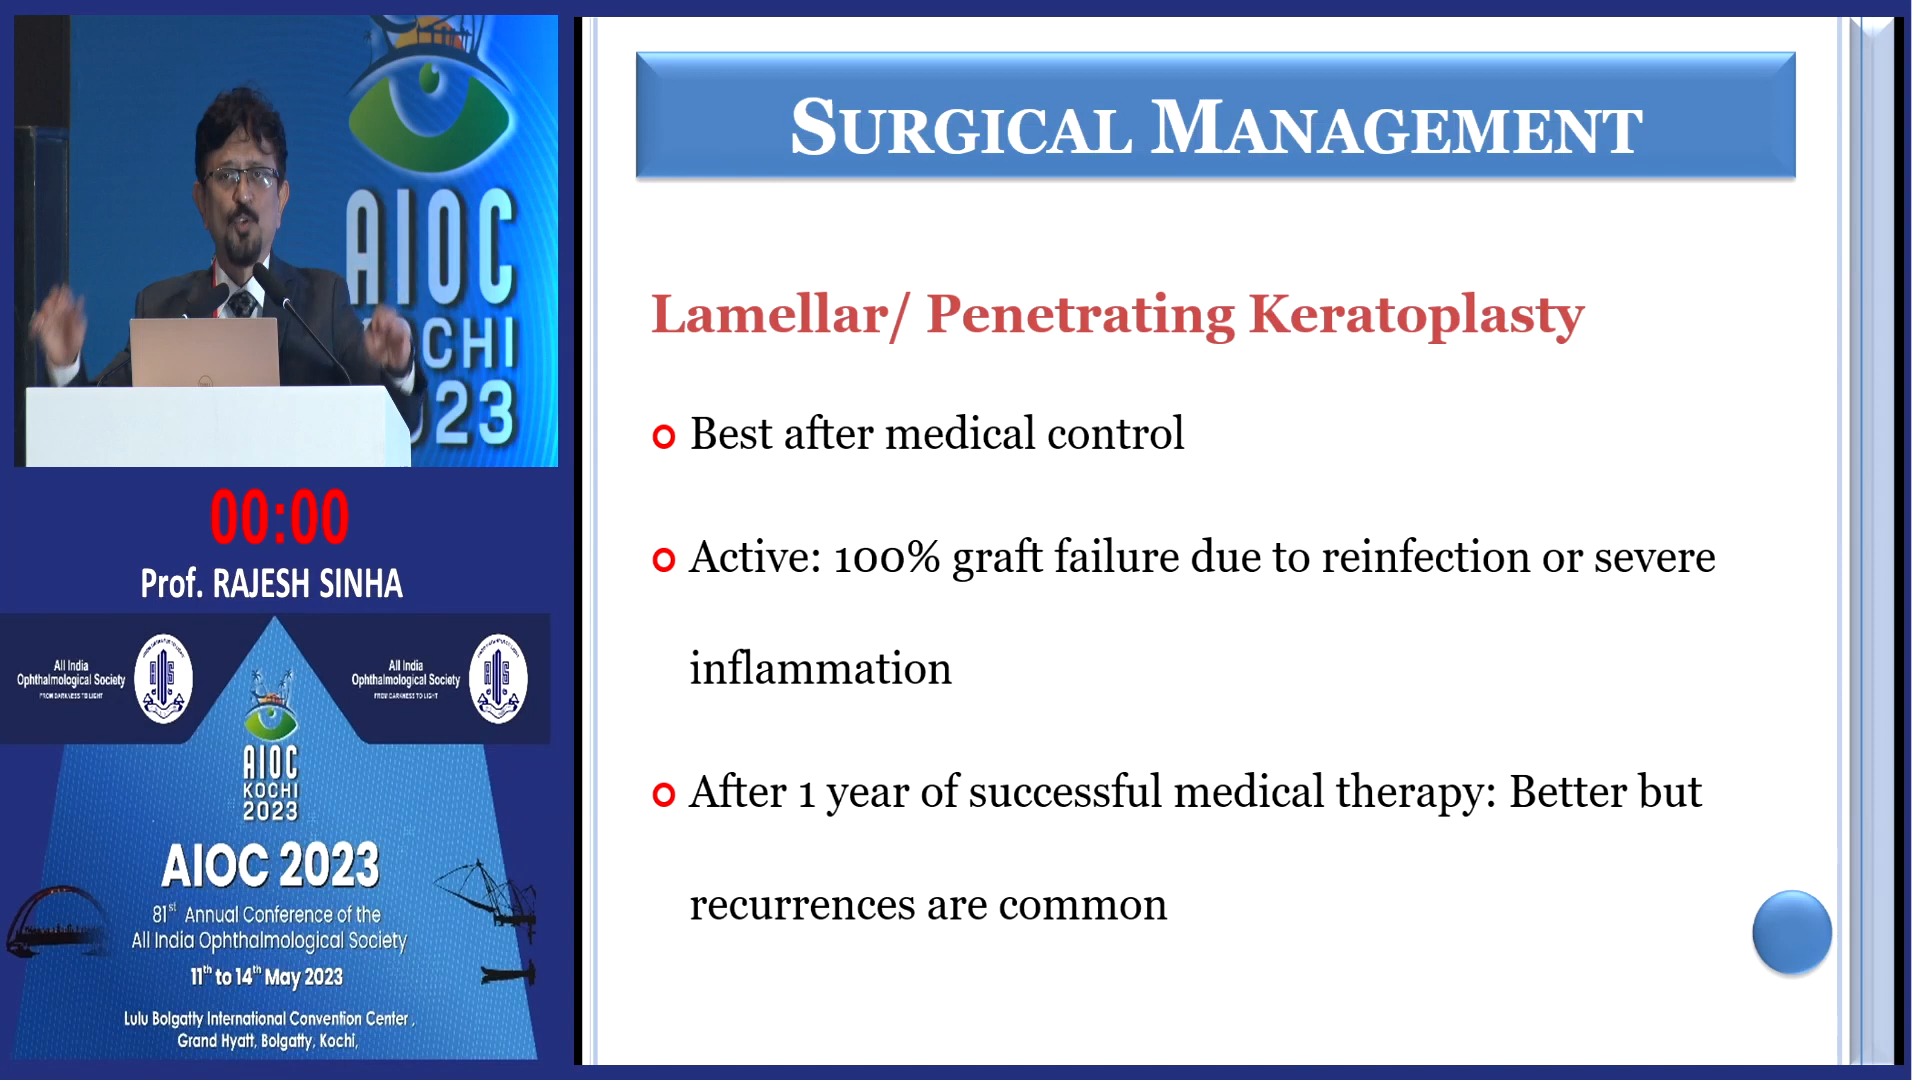 AIOC
CHI
23
00:00
Prof. RAJESH SINHA
All India
Ophthalmological Society
FROM DARKNESS TO LIGHT
All India
Ophthalmological Society
FROM DARKNESS TO LIGHT
AIOC
KOCHI
2023
AIOC 2023
81st Annual Conference of the
All India Ophthalmological Society
11th to 14th May 2023
Lulu Bolgatty International Convention Center,
Grand Hyatt, Bolgatty, Kochi,
SURGICAL MANAGEMENT
Lamellar/ Penetrating Keratoplasty
Best after medical control
Active: 100% graft failure due to reinfection or severe
inflammation
After 1 year of successful medical therapy: Better but
recurrences are common